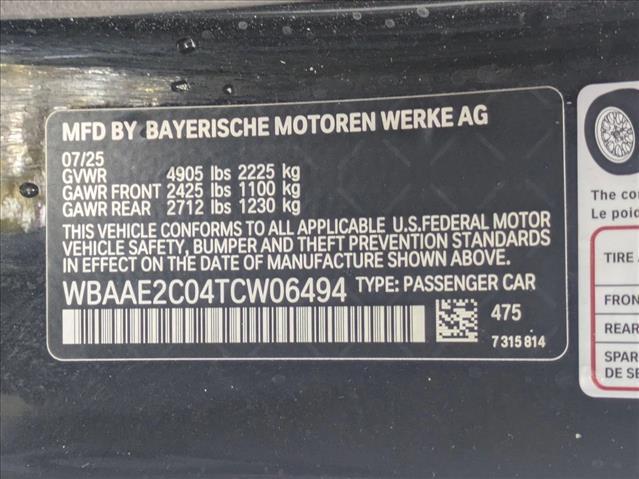 MFD BY BAYERISCHE MOTOREN WERKE AG
07/25
GVWR 4905 lbs 2225 kg
GAWR FRONT 2425 lbs 1100 kg
GAWR REAR 2712 lbs 1230 kg
THIS VEHICLE CONFORMS TO ALL APPLICABLE U.S.FEDERAL MOTOR
VEHICLE SAFETY, BUMPER AND THEFT PREVENTION STANDARDS
IN EFFECT ON THE DATE OF MANUFACTURE SHOWN ABOVE.
WBAAE2C04TCW06494 TYPE: PASSENGER CAR
475
7 315 814
The co
Le poid
TIRE
FRON
REAR
SPAR
DE SE